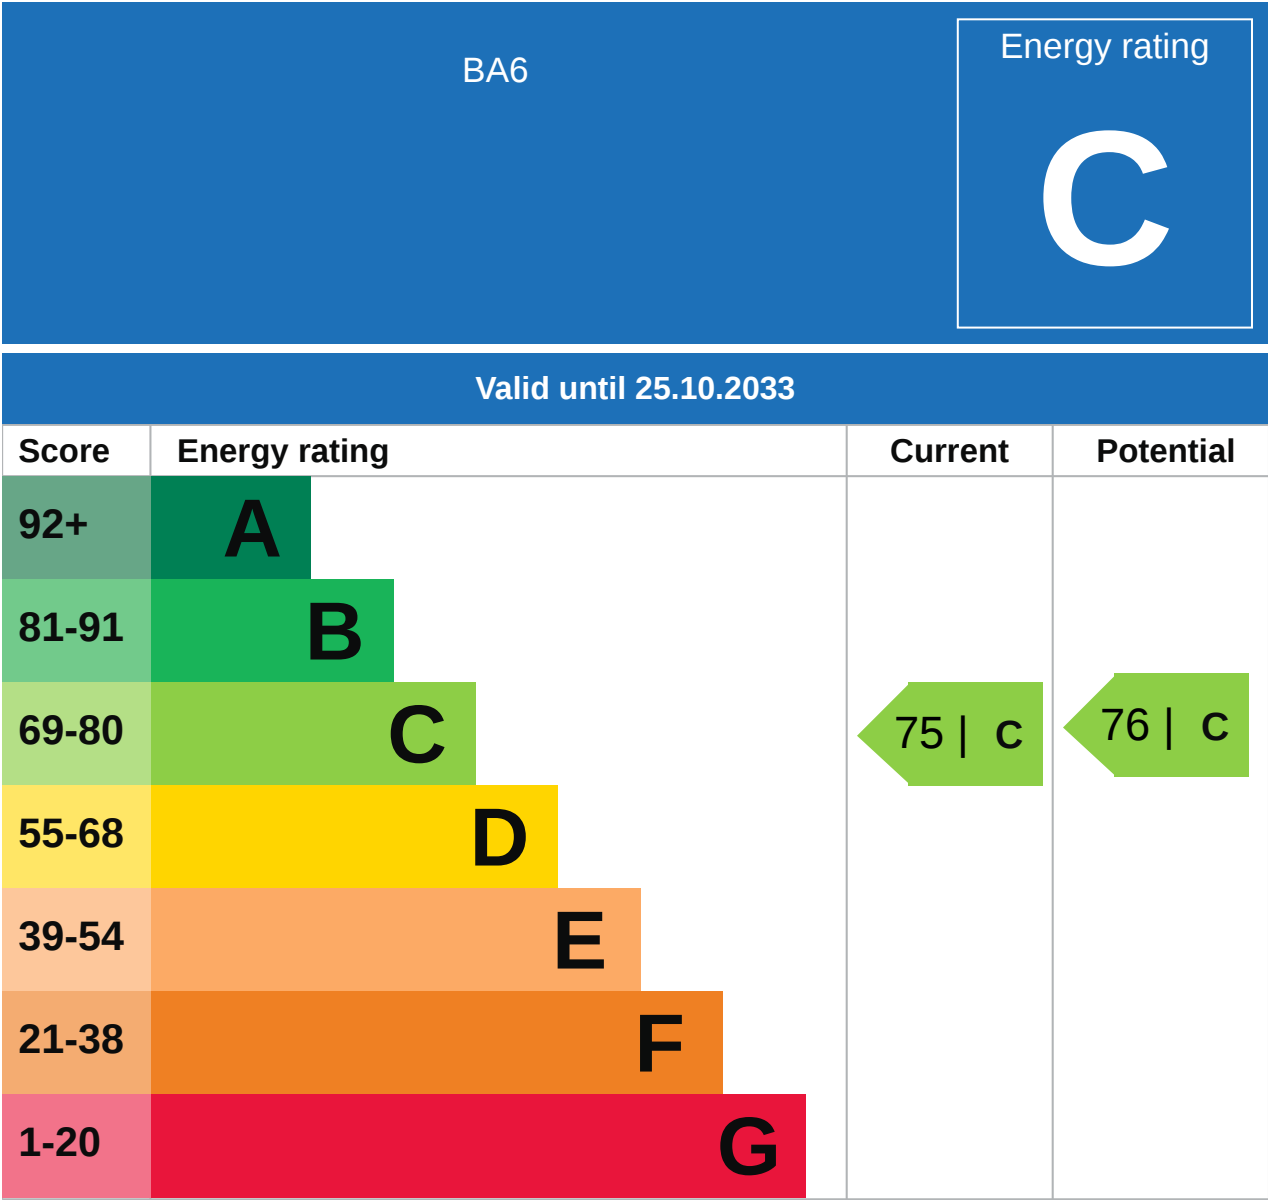 BA6
Energy rating
C
Valid until 25.10.2033
Score Energy rating Current Potential
92+ A
81-91 B
69-80 C 75 | C 76 | C
55-68 D
39-54 E
21-38 F
1-20 G